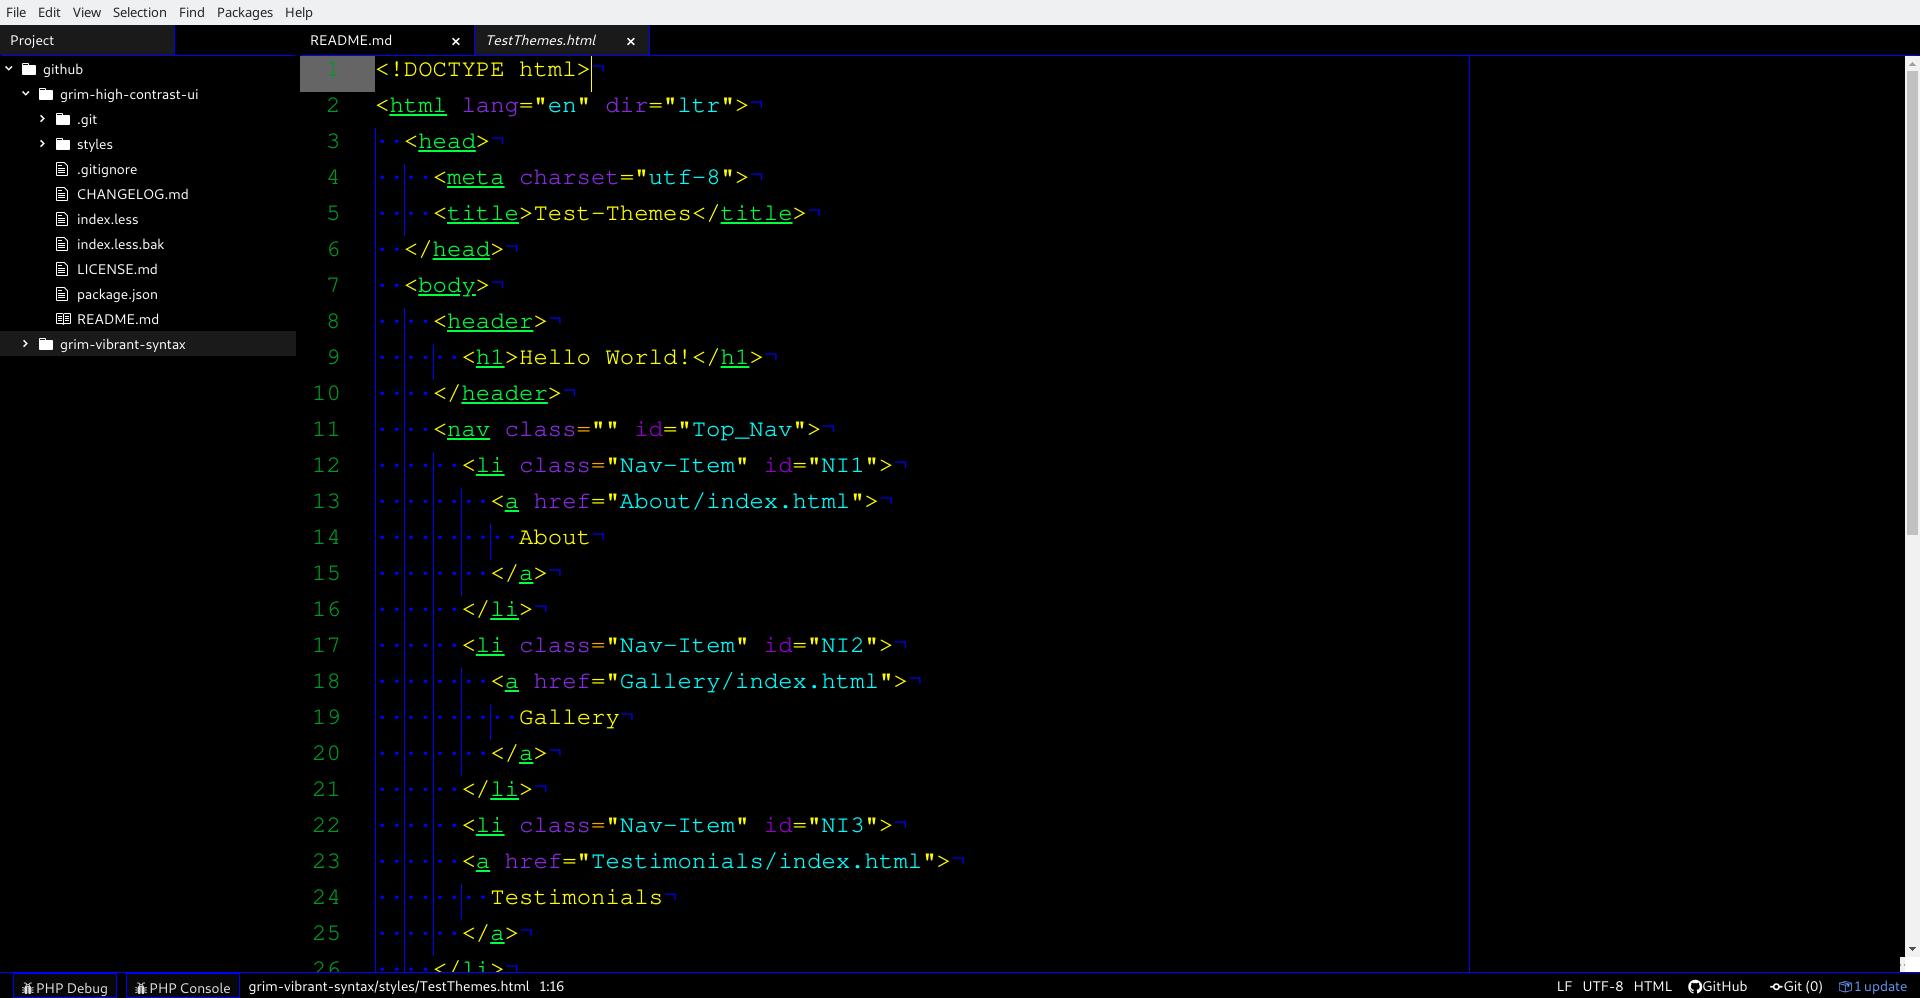 File Edit View Selection Find Packages Help
Project
README.md
TestThemes.html
github
grim-high-contrast-ui
.git
styles
.gitignore
CHANGELOG.md
index.less
index.less.bak
LICENSE.md
package.json
README.md
grim-vibrant-syntax
1 <!DOCTYPE html>¬
2 <html lang="en" dir="ltr">¬
3 ··<head>¬
4 ····<meta charset="utf-8">¬
5 ····<title>Test-Themes</title>¬
6 ··</head>¬
7 ··<body>¬
8 ····<header>¬
9 ······<h1>Hello World!</h1>¬
10 ····</header>¬
11 ····<nav class="" id="Top_Nav">¬
12 ······<li class="Nav-Item" id="NI1">¬
13 ········<a href="About/index.html">¬
14 ··········About¬
15 ········</a>¬
16 ······</li>¬
17 ······<li class="Nav-Item" id="NI2">¬
18 ········<a href="Gallery/index.html">¬
19 ··········Gallery¬
20 ········</a>¬
21 ······</li>¬
22 ······<li class="Nav-Item" id="NI3">¬
23 ······<a href="Testimonials/index.html">¬
24 ········Testimonials¬
25 ······</a>¬
26 ····</li>¬
PHP Debug PHP Console grim-vibrant-syntax/styles/TestThemes.html 1:16 LF UTF-8 HTML GitHub Git (0) 1 update